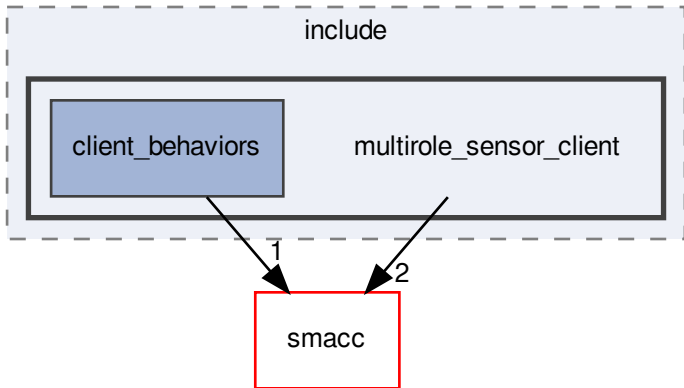 include
client_behaviors
multirole_sensor_client
1
2
smacc